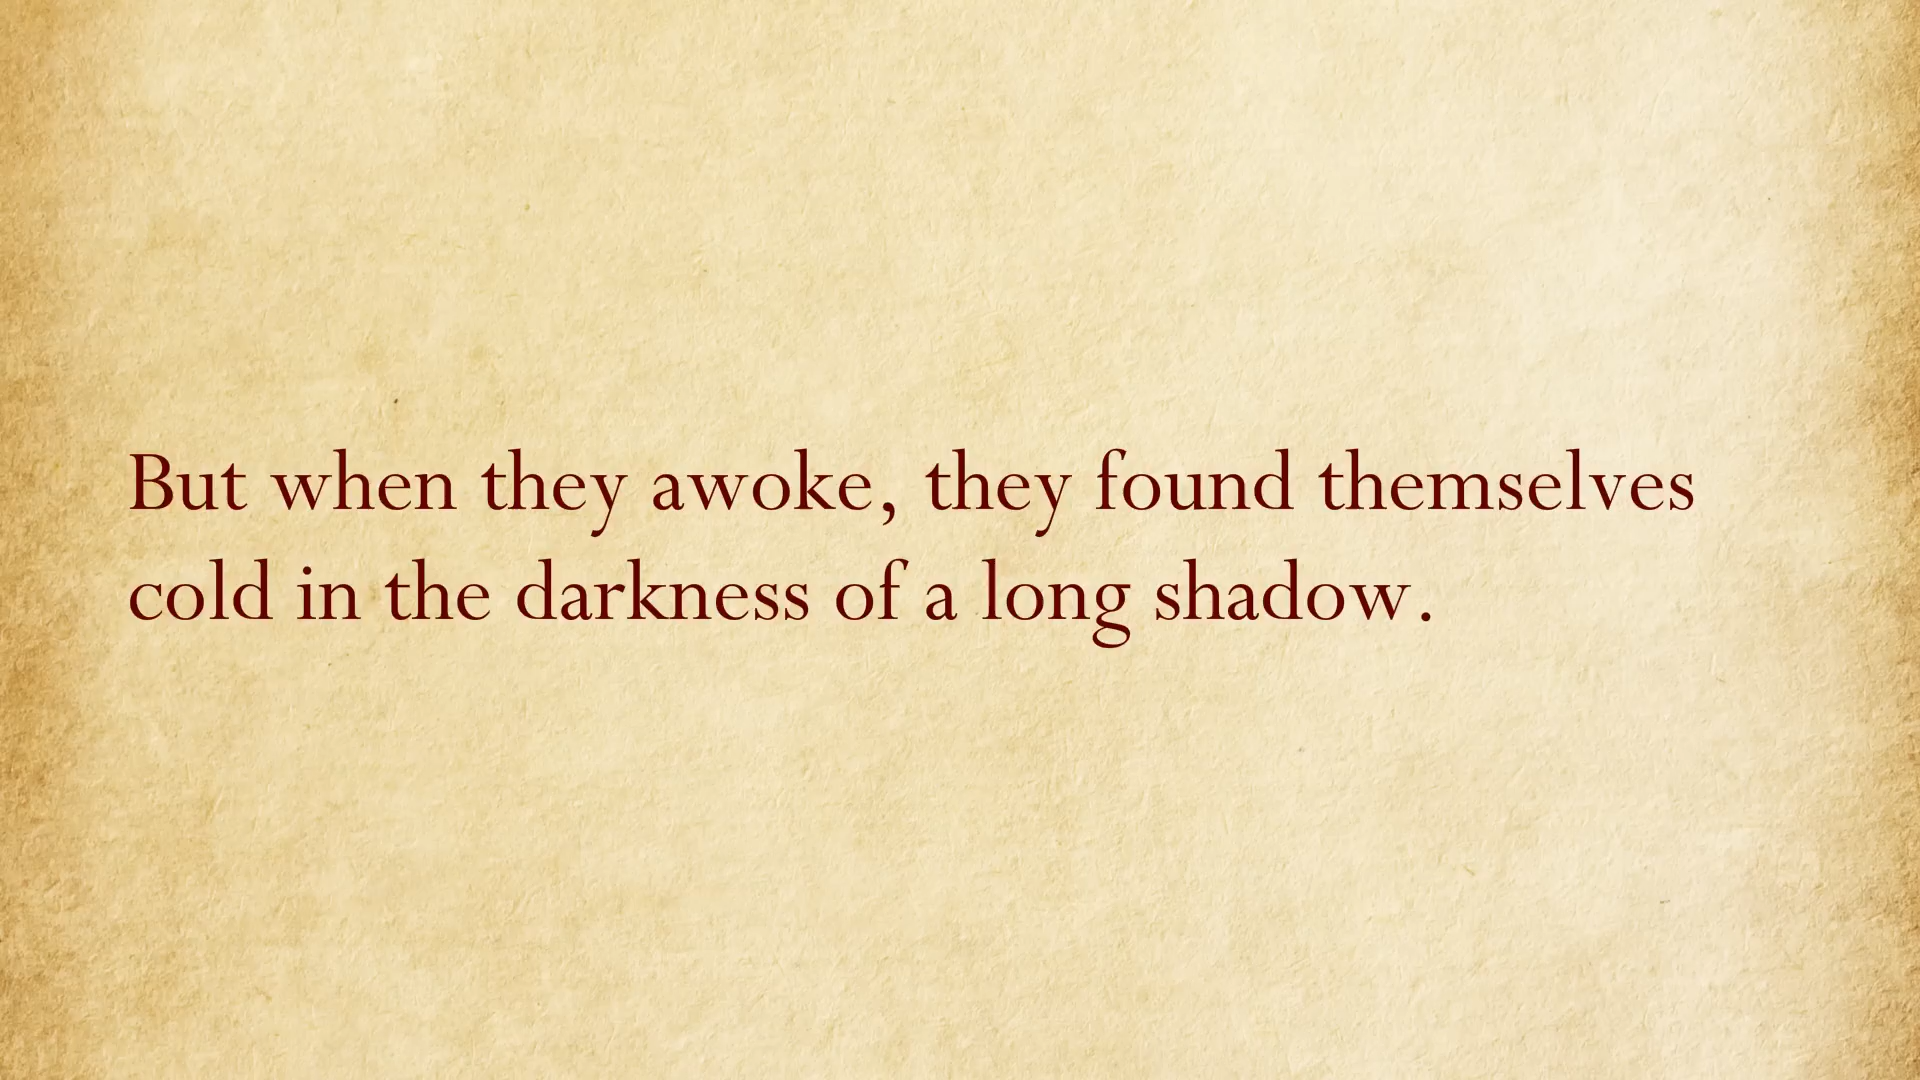 But when they awoke, they found themselves
cold in the darkness of a long shadow.